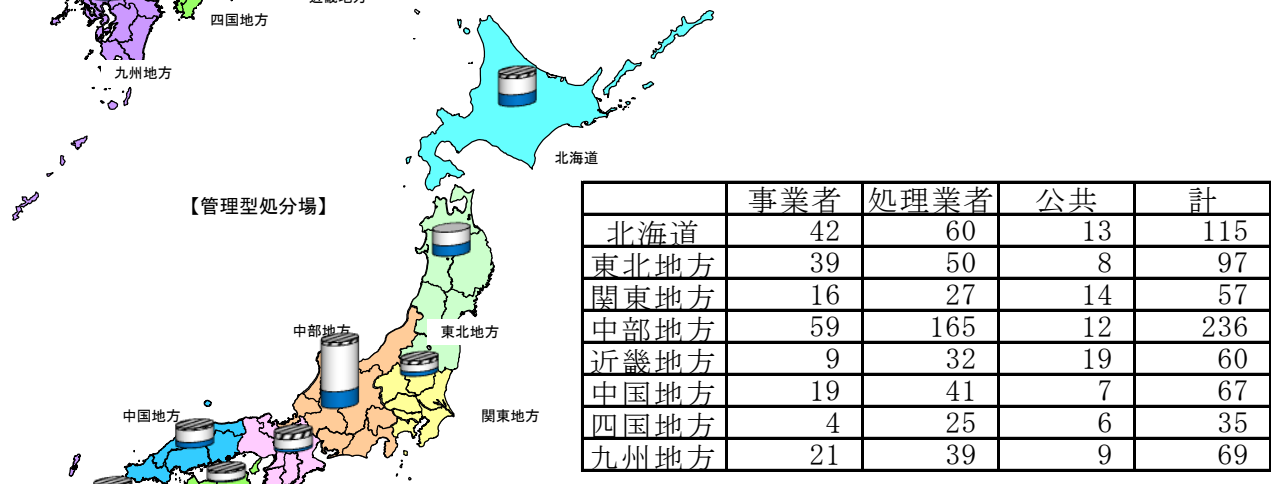 近畿地方
四国地方
九州地方
北海道
【管理型処分場】
中部地方
東北地方
中国地方
関東地方
事業者 処理業者 公共 計
北海道 42 60 13 115
東北地方 39 50 8 97
関東地方 16 27 14 57
中部地方 59 165 12 236
近畿地方 9 32 19 60
中国地方 19 41 7 67
四国地方 4 25 6 35
九州地方 21 39 9 69